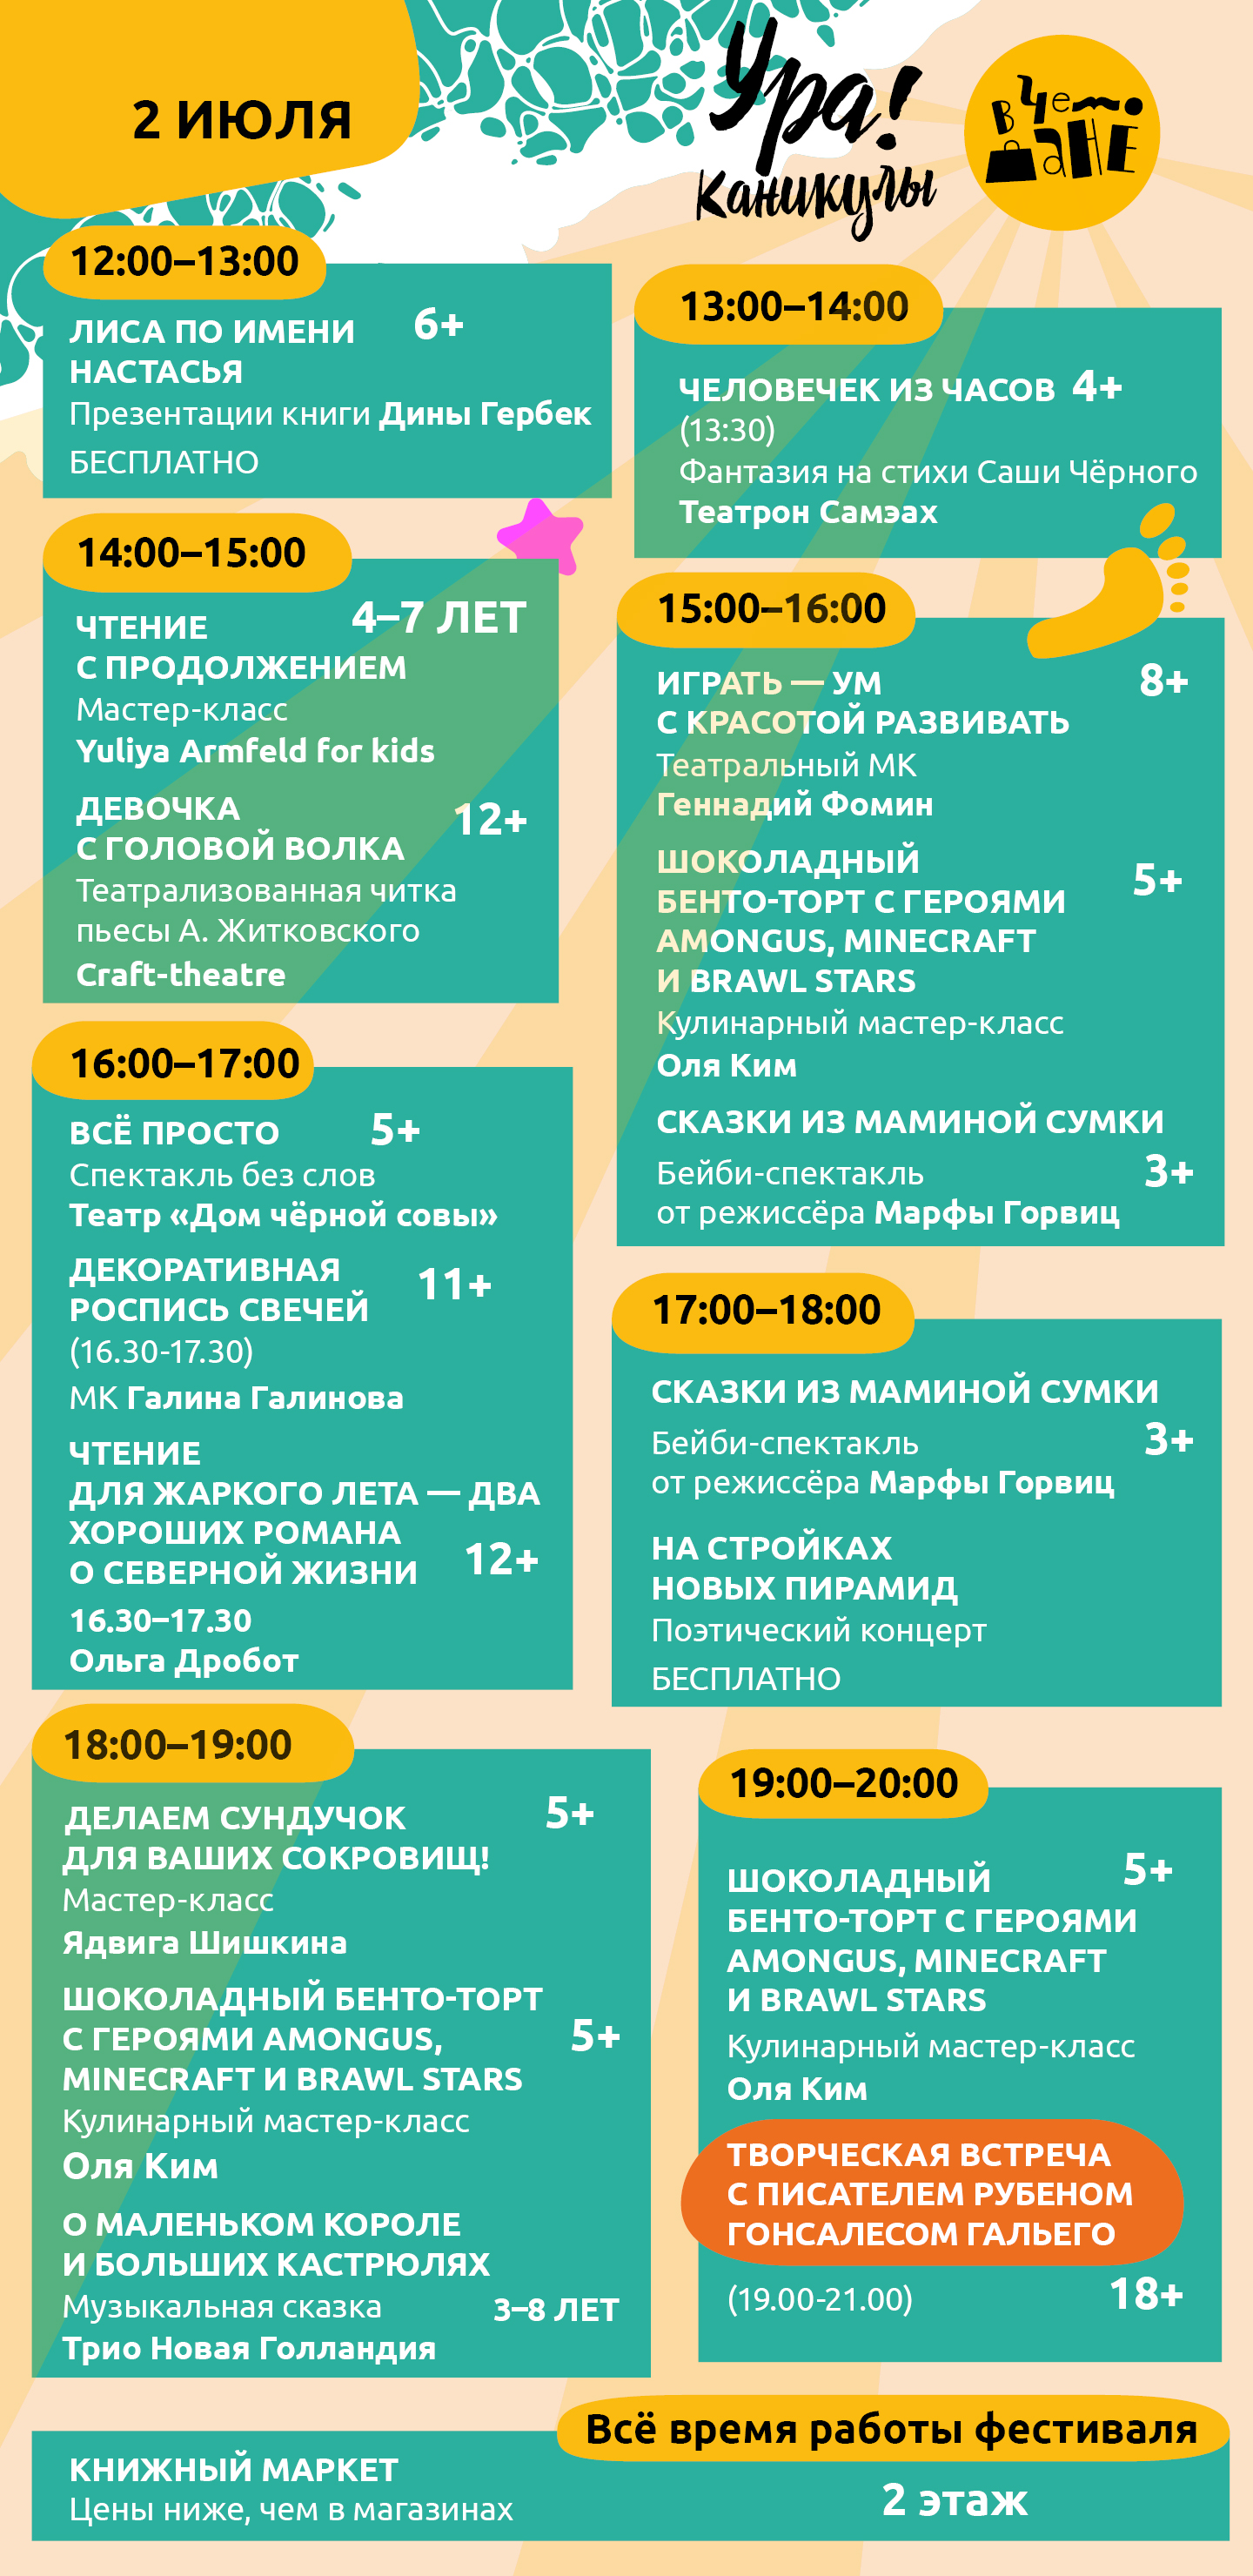 2 ИЮЛЯ
Ура!
Каникулы
В Чемо
дАНЕ
12:00–13:00
ЛИСА ПО ИМЕНИ
НАСТАСЬЯ
6+
Презентации книги Дины Гербек
БЕСПЛАТНО
13:00–14:00
ЧЕЛОВЕЧЕК ИЗ ЧАСОВ 4+
(13:30)
Фантазия на стихи Саши Чёрного
Театрон Самэах
14:00–15:00
4–7 ЛЕТ
ЧТЕНИЕ
С ПРОДОЛЖЕНИЕМ
Мастер-класс
Yuliya Armfeld for kids
ДЕВОЧКА
С ГОЛОВОЙ ВОЛКА
12+
Театрализованная читка
пьесы А. Житковского
Craft-theatre
15:00–16:00
ИГРАТЬ — УМ
С КРАСОТОЙ РАЗВИВАТЬ
8+
Театральный МК
Геннадий Фомин
ШОКОЛАДНЫЙ
БЕНТО-ТОРТ С ГЕРОЯМИ
AMONGUS, MINECRAFT
И BRAWL STARS
5+
Кулинарный мастер-класс
Оля Ким
СКАЗКИ ИЗ МАМИНОЙ СУМКИ
3+
Бейби-спектакль
от режиссёра Марфы Горвиц
16:00–17:00
ВСЁ ПРОСТО 5+
Спектакль без слов
Театр «Дом чёрной совы»
ДЕКОРАТИВНАЯ
РОСПИСЬ СВЕЧЕЙ
11+
(16.30-17.30)
МК Галина Галинова
ЧТЕНИЕ
ДЛЯ ЖАРКОГО ЛЕТА — ДВА
ХОРОШИХ РОМАНА
О СЕВЕРНОЙ ЖИЗНИ
12+
16.30–17.30
Ольга Дробот
17:00–18:00
СКАЗКИ ИЗ МАМИНОЙ СУМКИ
3+
Бейби-спектакль
от режиссёра Марфы Горвиц
НА СТРОЙКАХ
НОВЫХ ПИРАМИД
Поэтический концерт
БЕСПЛАТНО
18:00–19:00
ДЕЛАЕМ СУНДУЧОК
ДЛЯ ВАШИХ СОКРОВИЩ!
5+
Мастер-класс
Ядвига Шишкина
ШОКОЛАДНЫЙ БЕНТО-ТОРТ
С ГЕРОЯМИ AMONGUS,
MINECRAFT И BRAWL STARS
5+
Кулинарный мастер-класс
Оля Ким
О МАЛЕНЬКОМ КОРОЛЕ
И БОЛЬШИХ КАСТРЮЛЯХ
Музыкальная сказка 3–8 ЛЕТ
Трио Новая Голландия
19:00–20:00
5+
ШОКОЛАДНЫЙ
БЕНТО-ТОРТ С ГЕРОЯМИ
AMONGUS, MINECRAFT
И BRAWL STARS
Кулинарный мастер-класс
Оля Ким
ТВОРЧЕСКАЯ ВСТРЕЧА
С ПИСАТЕЛЕМ РУБЕНОМ
ГОНСАЛЕСОМ ГАЛЬЕГО
(19.00-21.00) 18+
Всё время работы фестиваля
КНИЖНЫЙ МАРКЕТ
Цены ниже, чем в магазинах
2 этаж